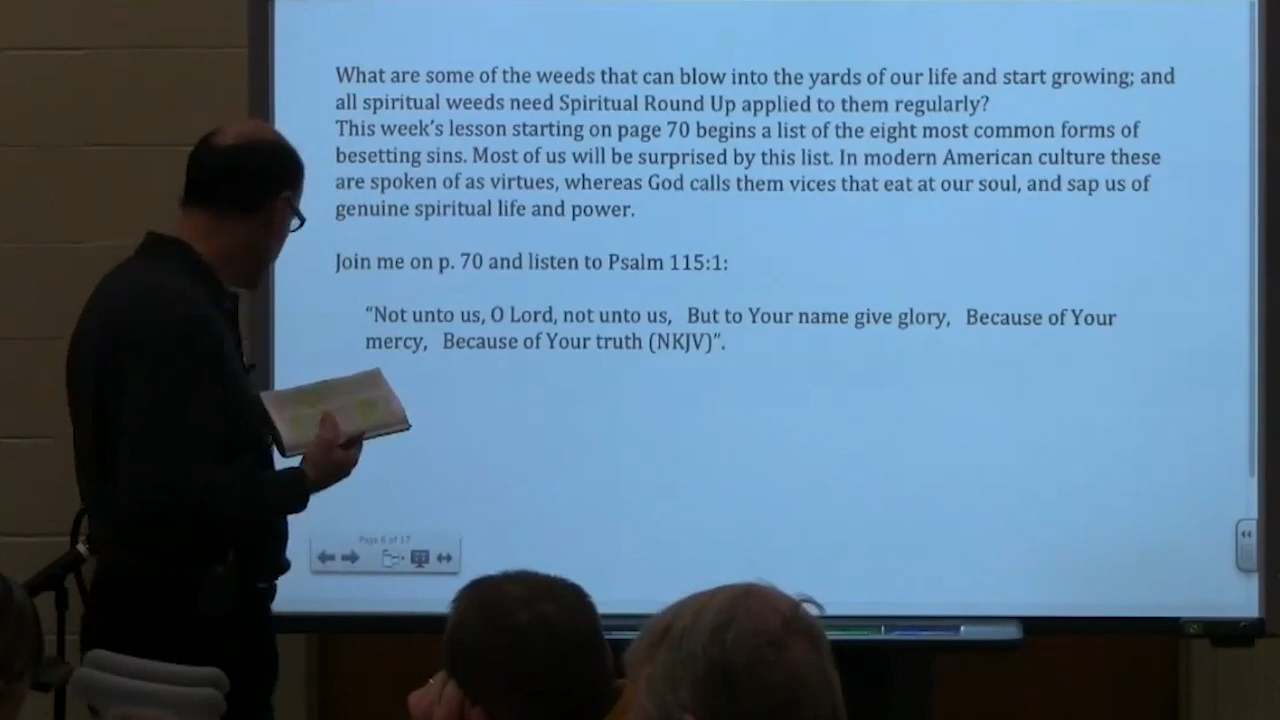 What are some of the weeds that can blow into the yards of our life and start growing; and
all spiritual weeds need Spiritual Round Up applied to them regularly?
This week's lesson starting on page 70 begins a list of the eight most common forms of
besetting sins. Most of us will be surprised by this list. In modern American culture these
are spoken of as virtues, whereas God calls them vices that eat at our soul, and sap us of
genuine spiritual life and power.
Join me on p. 70 and listen to Psalm 115:1:
“Not unto us, O Lord, not unto us,   But to Your name give glory,   Because of Your
mercy,   Because of Your truth (NKJV)”.
Page 6 of 17